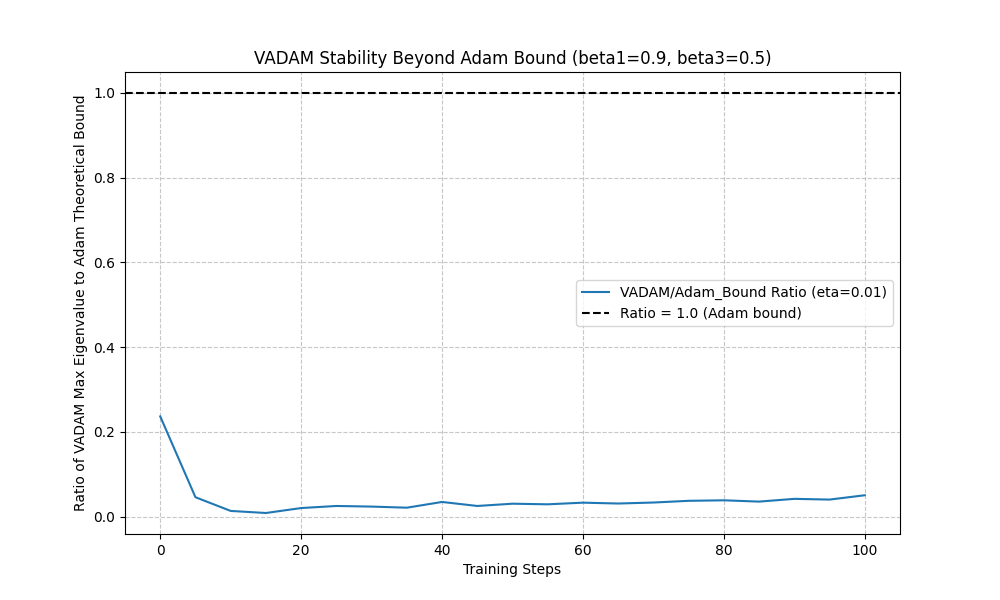 VADAM Stability Beyond Adam Bound (beta1=0.9, beta3=0.5)
Ratio of VADAM Max Eigenvalue to Adam Theoretical Bound
1.0
0.8
0.6
0.4
0.2
0.0
VADAM/Adam_Bound Ratio (eta=0.01)
Ratio = 1.0 (Adam bound)
0 20 40 60 80 100
Training Steps